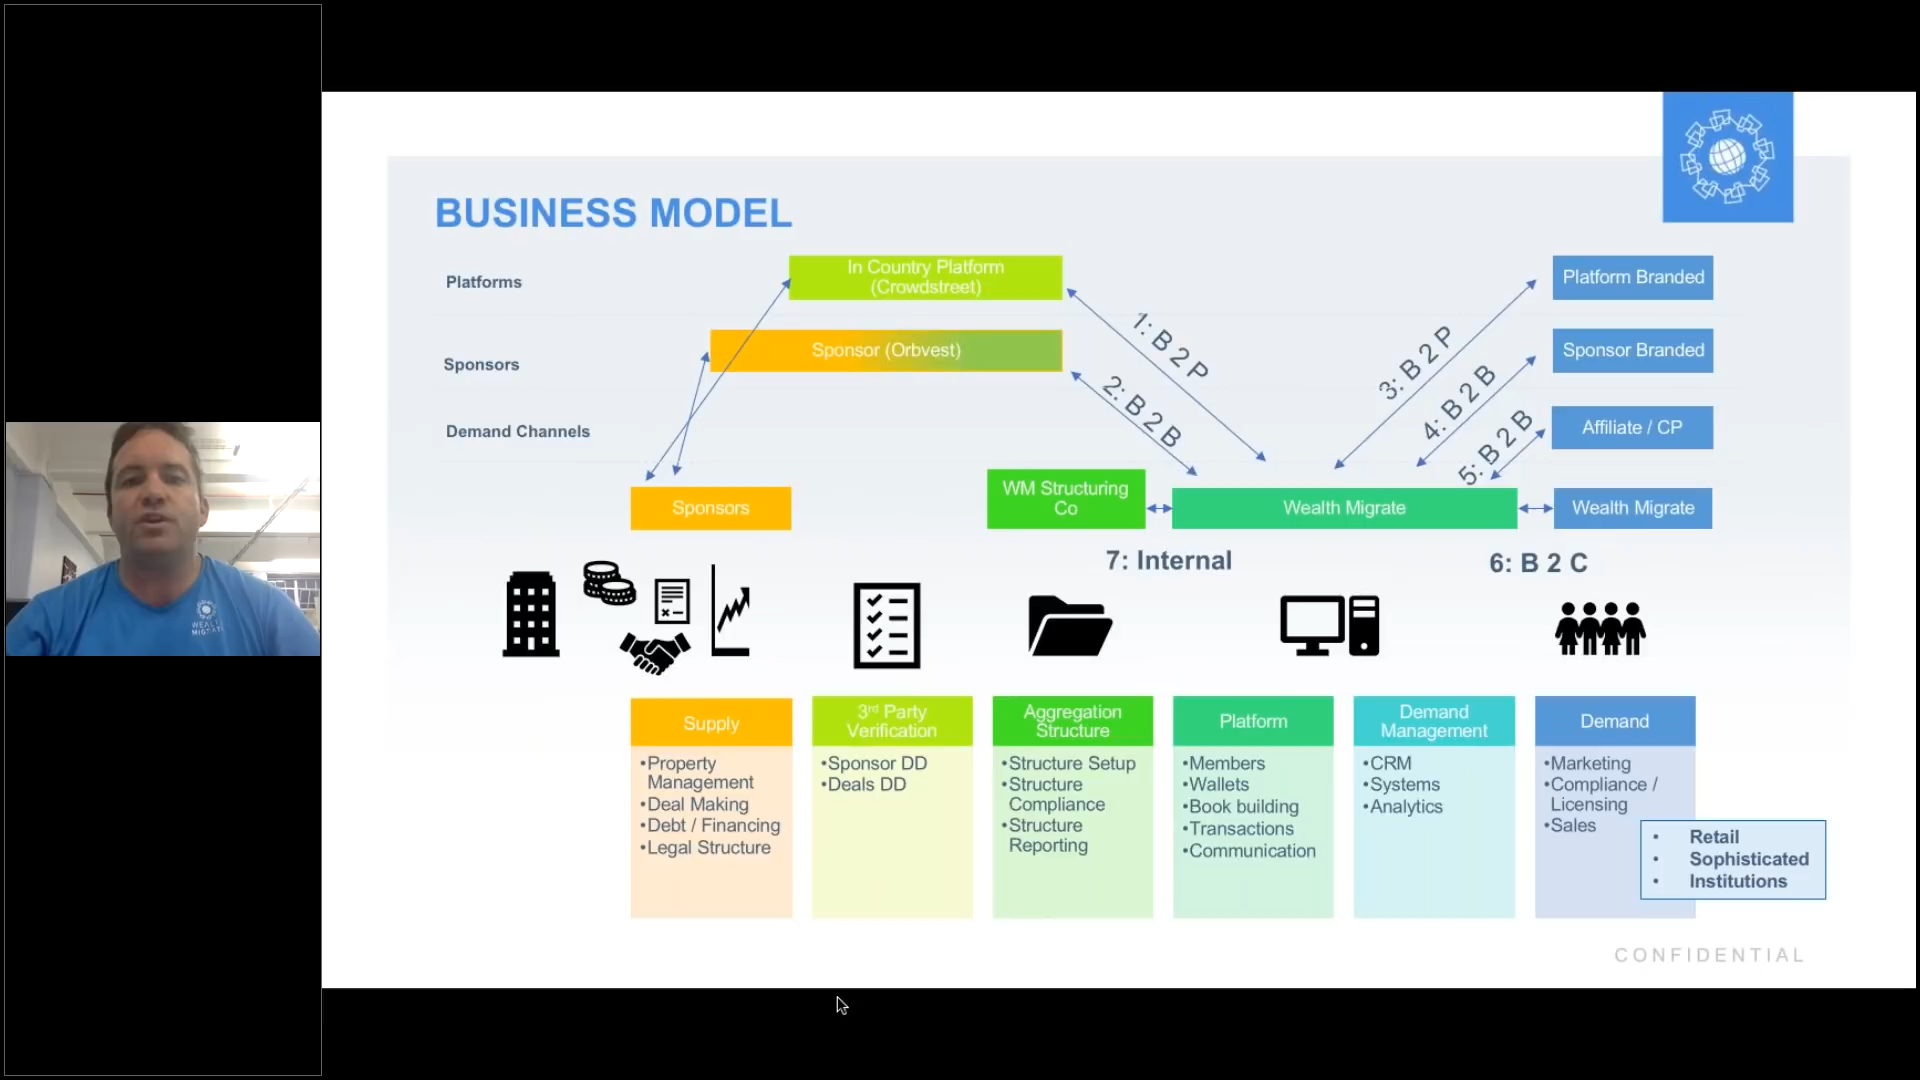 BUSINESS MODEL
Platforms
In Country Platform
(Crowdstreet)
Platform Branded
1: B 2 P
3: B 2 P
Sponsors
Sponsor (Orbvest)
Sponsor Branded
2: B 2 B
4: B 2 B
Demand Channels
Affiliate / CP
5: B 2 B
Sponsors
WM Structuring
Co
Wealth Migrate
Wealth Migrate
7: Internal
6: B 2 C
Supply
•Property
Management
•Deal Making
•Debt / Financing
•Legal Structure
3rd Party
Verification
•Sponsor DD
•Deals DD
Aggregation
Structure
•Structure Setup
•Structure
Compliance
•Structure
Reporting
Platform
•Members
•Wallets
•Book building
•Transactions
•Communication
Demand
Management
•CRM
•Systems
•Analytics
Demand
•Marketing
•Compliance /
Licensing
•Sales
• Retail
• Sophisticated
• Institutions
CONFIDENTIAL